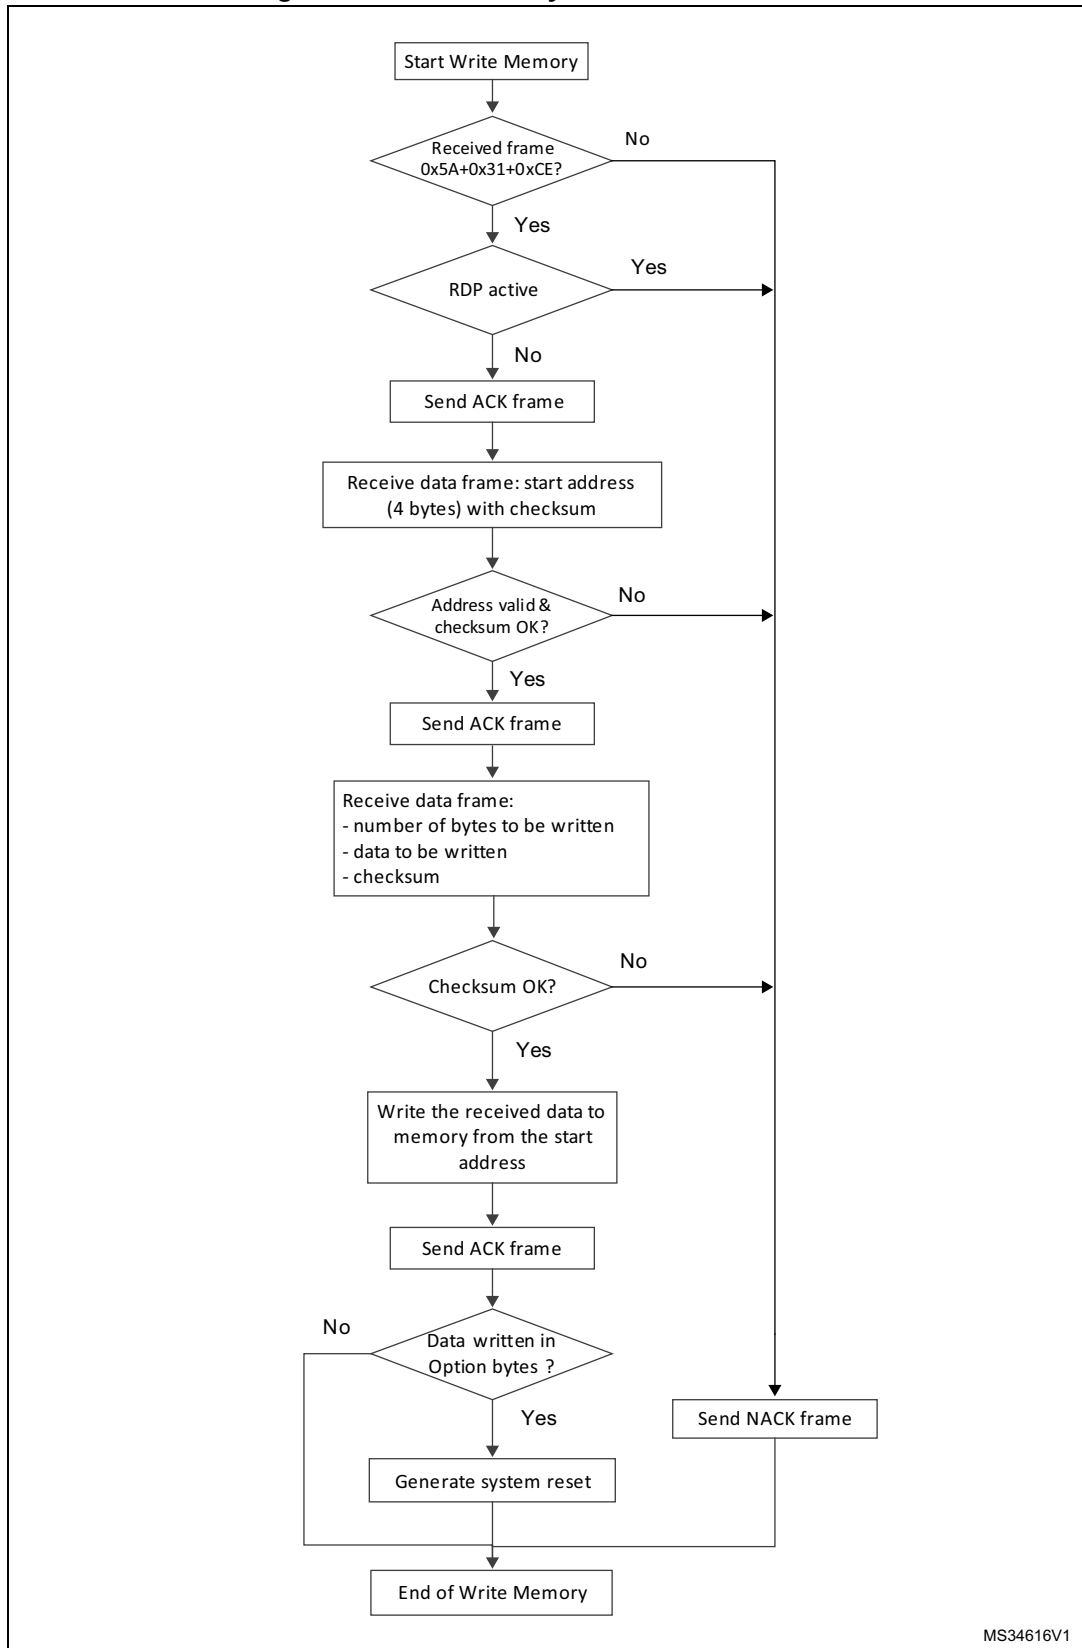 Start Write Memory
No
Received frame
0x5A+0x31+0xCE?
Yes
Yes
RDP active
No
Send ACK frame
Receive data frame: start address
(4 bytes) with checksum
No
Address valid &
checksum OK?
Yes
Send ACK frame
Receive data frame:
- number of bytes to be written
- data to be written
- checksum
No
Checksum OK?
Yes
Write the received data to
memory from the start
address
Send ACK frame
No
Data written in
Option bytes ?
Yes
Send NACK frame
Generate system reset
End of Write Memory
MS34616V1